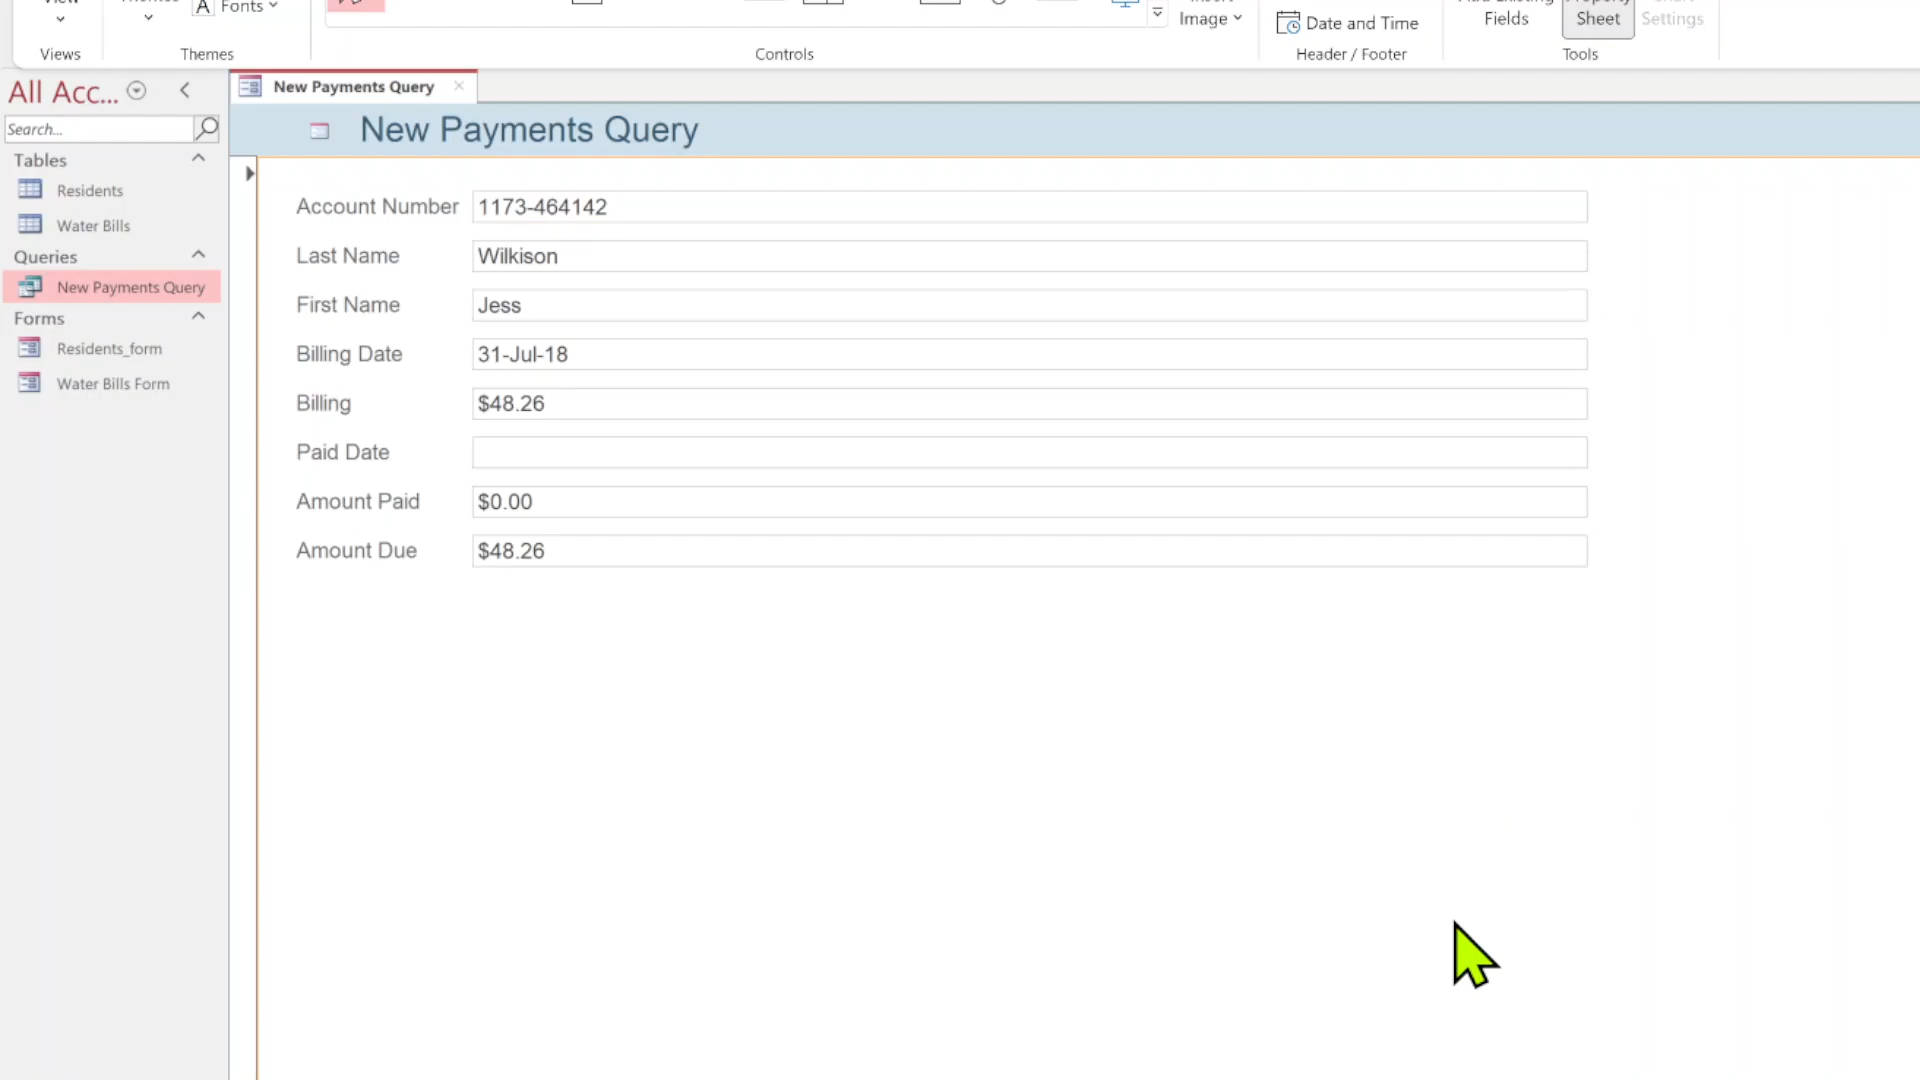 Fonts
Image
Date and Time
Fields
Property
Sheet
Settings
Views
Themes
Controls
Header / Footer
Tools
All Acc...
New Payments Query
Search...
New Payments Query
Tables
Residents
Water Bills
Queries
New Payments Query
Forms
Residents_form
Water Bills Form
Account Number 1173-464142
Last Name Wilkison
First Name Jess
Billing Date 31-Jul-18
Billing $48.26
Paid Date
Amount Paid $0.00
Amount Due $48.26